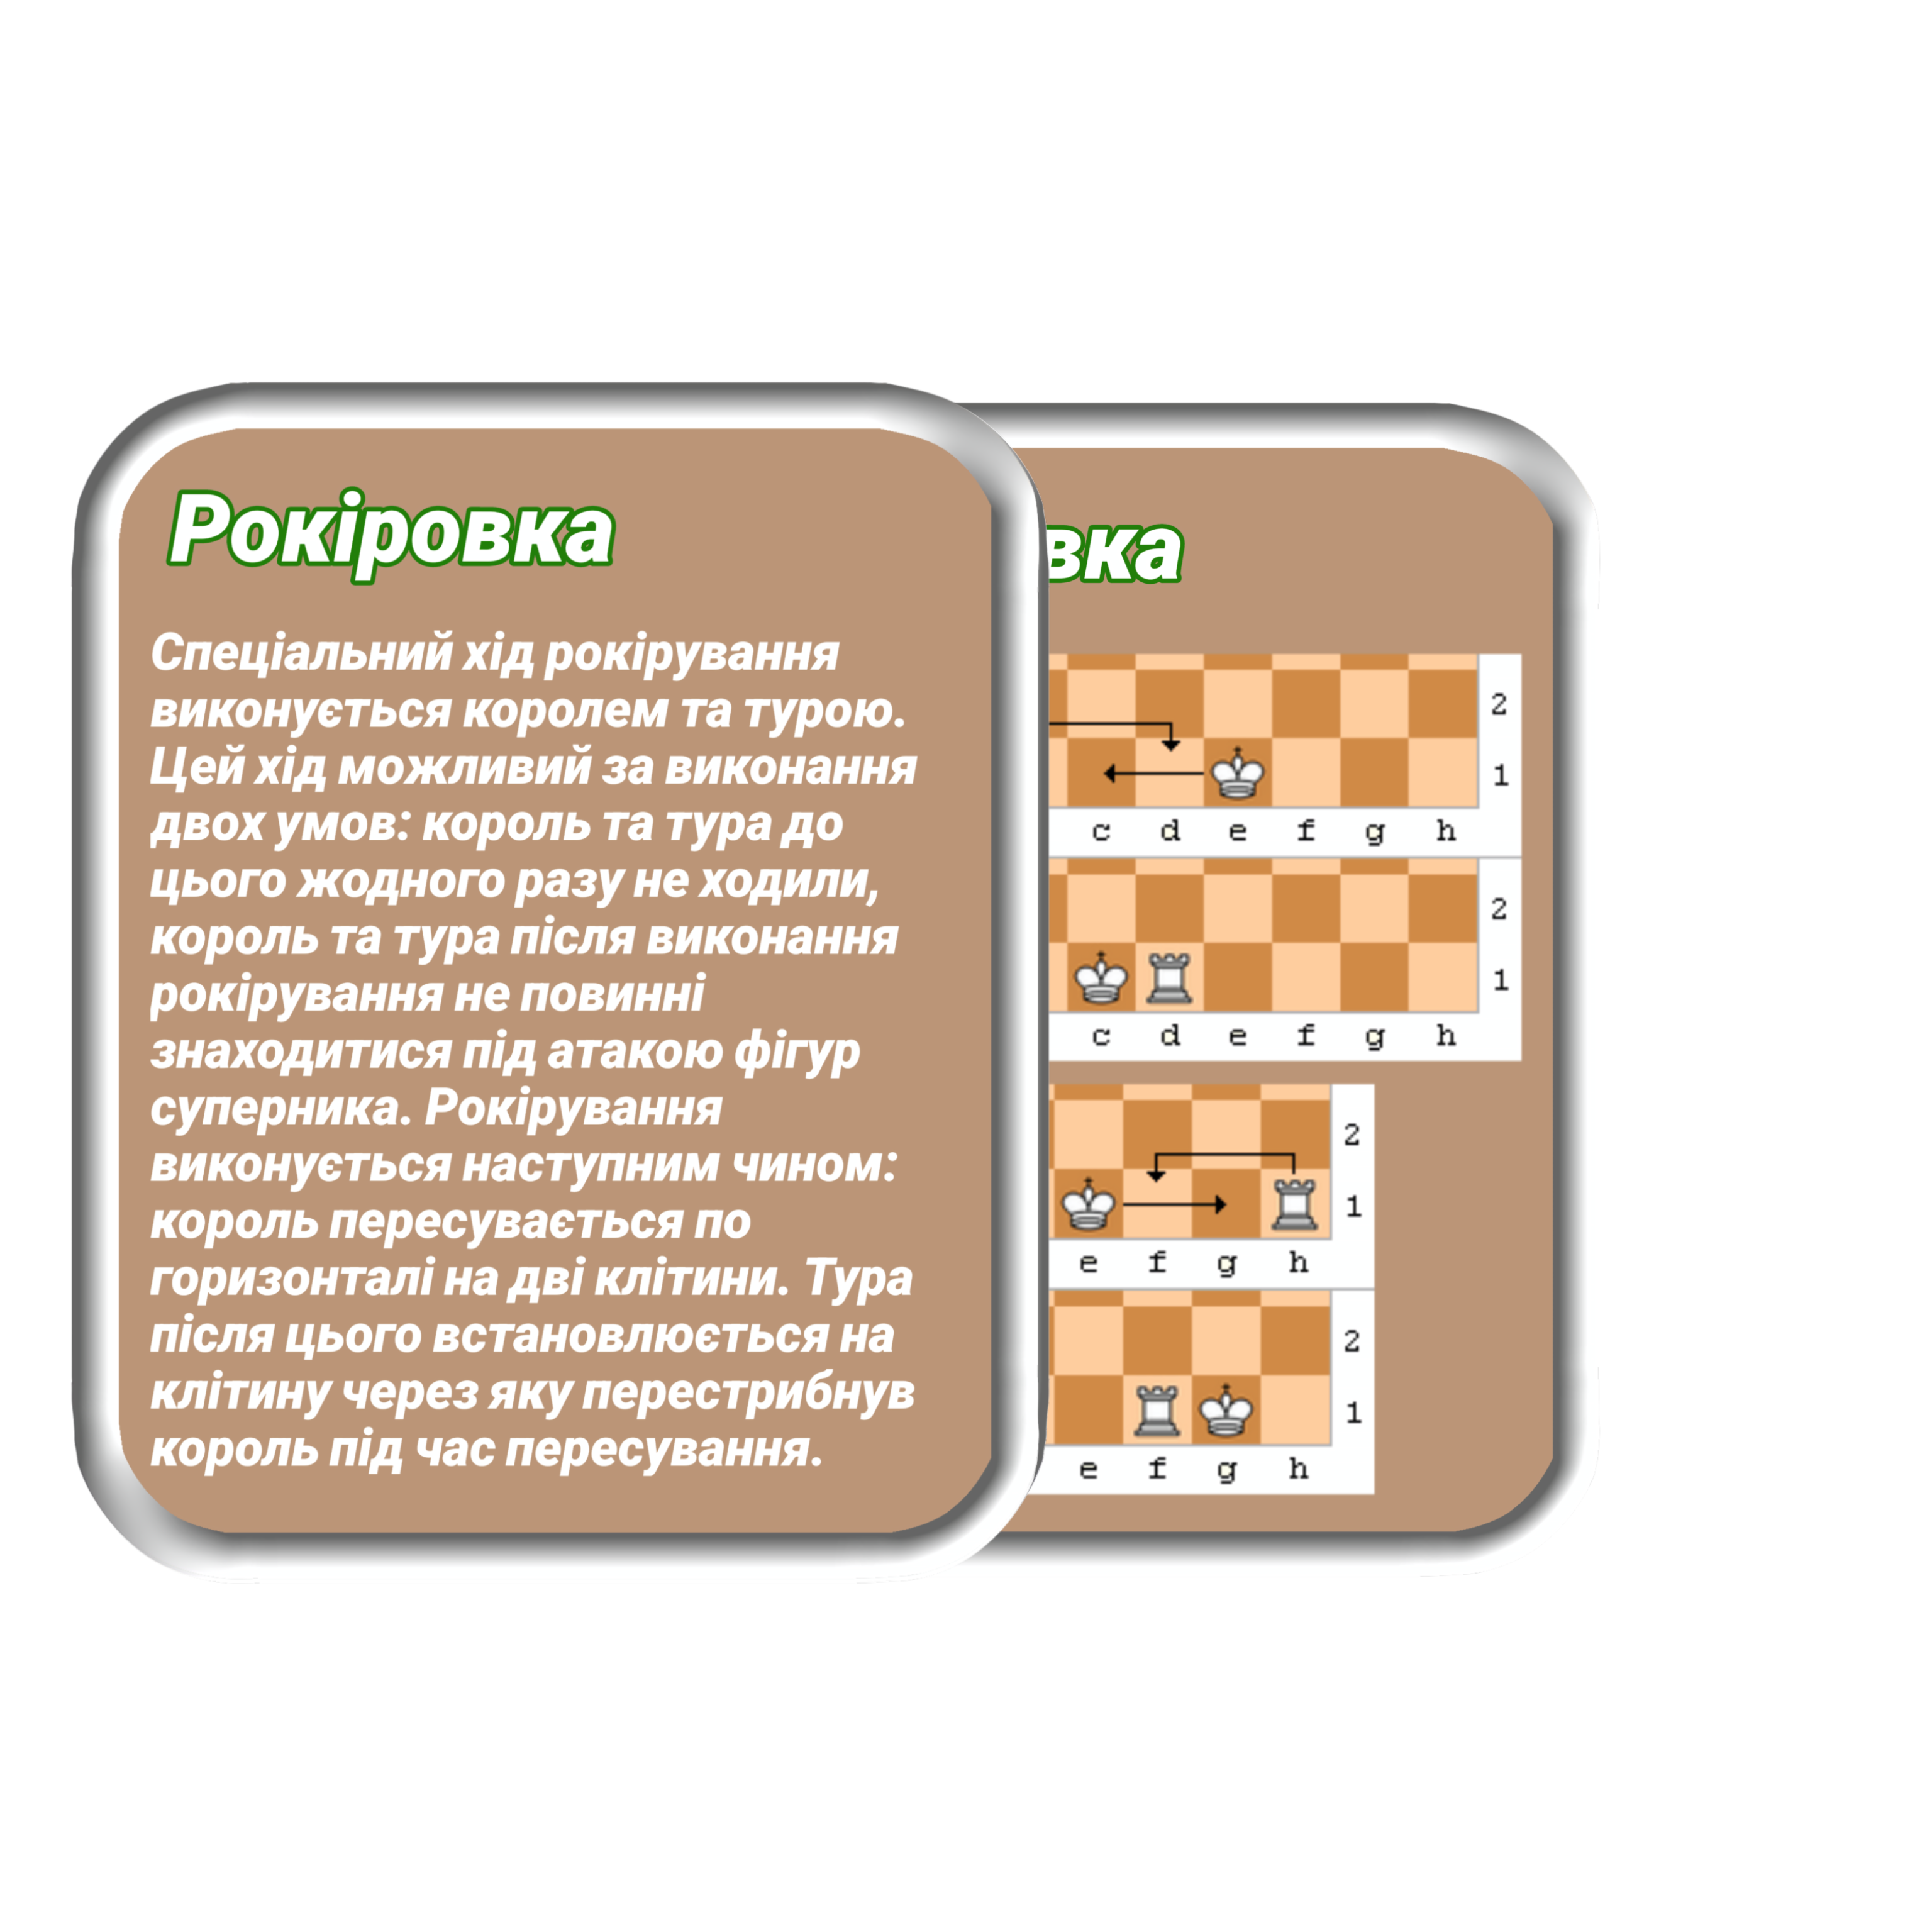 Рокіровка
Спеціальний хід рокірування
виконується королем та турою.
Цей хід можливий за виконання
двох умов: король та тура до
цього жодного разу не ходили,
король та тура після виконання
рокірування не повинні
знаходитися під атакою фігур
суперника. Рокірування
виконується наступним чином:
король пересувається по
горизонталі на дві клітини. Тура
після цього встановлюється на
клітину через яку перестрибнув
король під час пересування.
вка
2
1
c d e f g h
2
1
c d e f g h
2
1
e f g h
2
1
e f g h